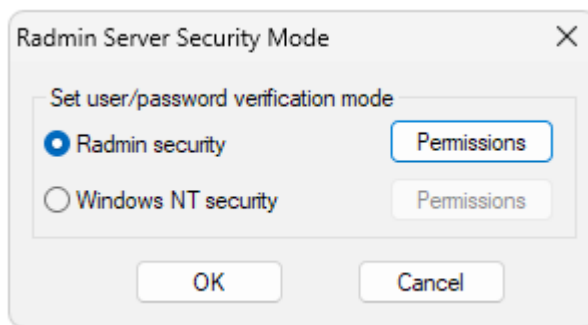 Radmin Server Security Mode
Set user/password verification mode
Radmin security Permissions
Windows NT security Permissions
OK Cancel